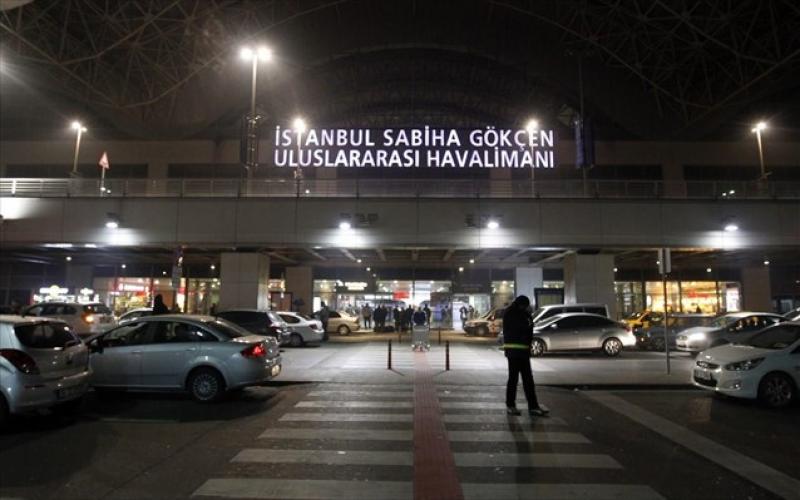 İSTANBUL SABİHA GÖKÇEN
ULUSLARARASI HAVALİMANI